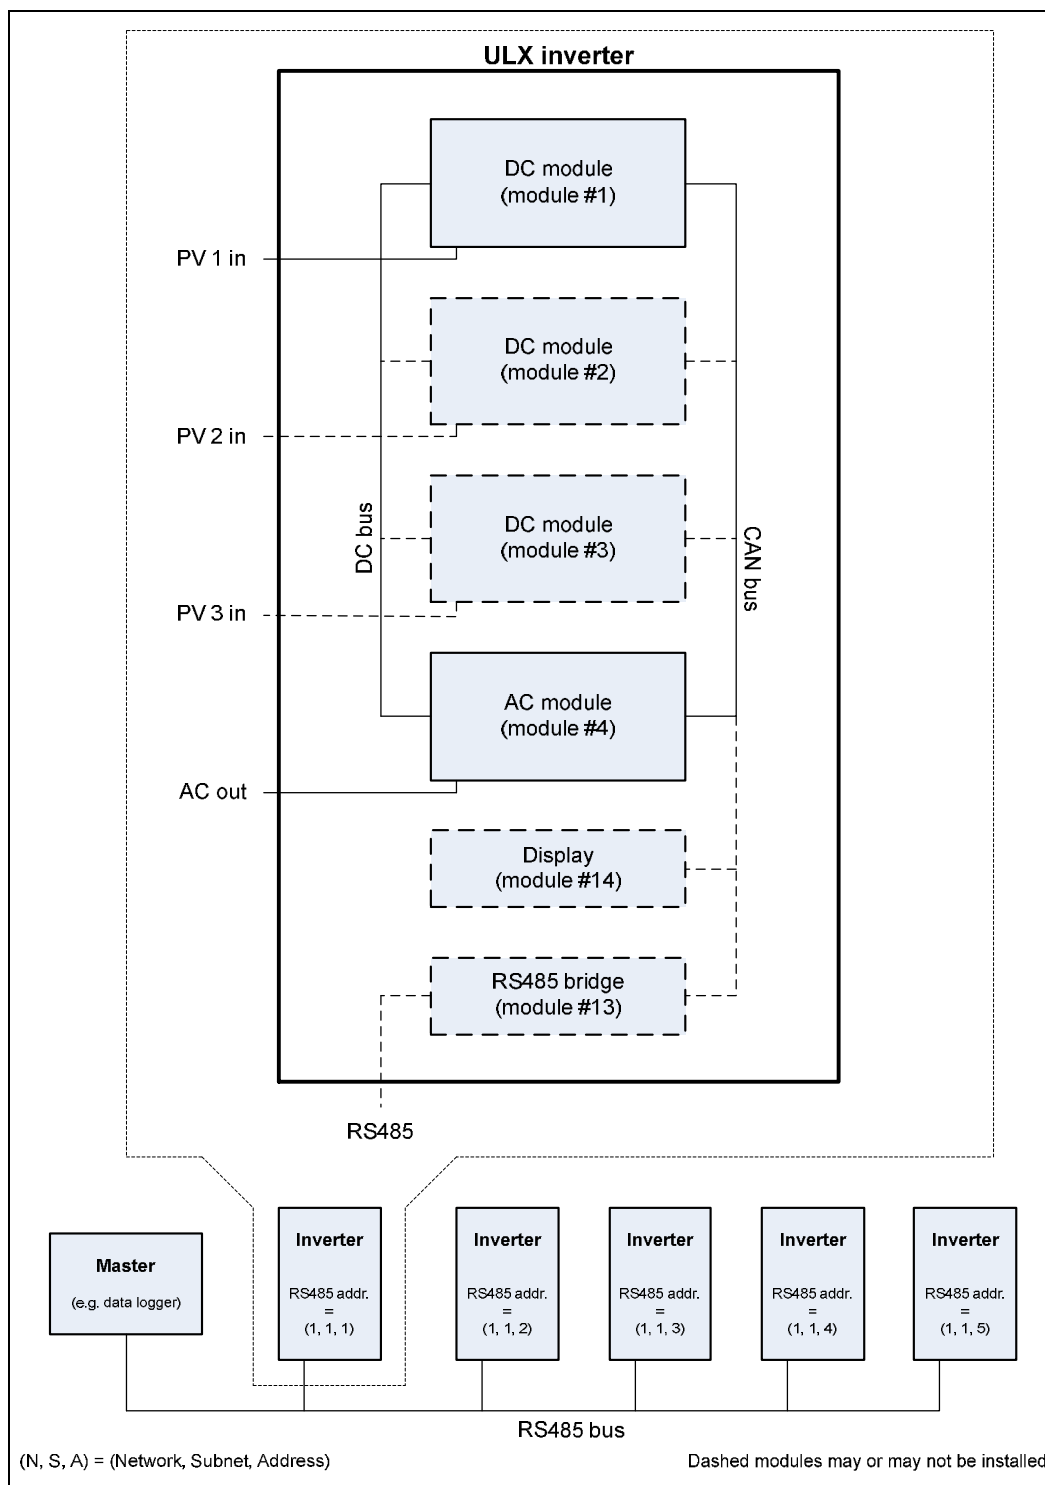 ULX inverter
DC module
(module #1)
PV 1 in
DC module
(module #2)
PV 2 in
DC module
(module #3)
DC bus
CAN bus
PV 3 in
AC module
(module #4)
AC out
Display
(module #14)
RS485 bridge
(module #13)
RS485
Master
(e.g. data logger)
Inverter
RS485 addr.
=
(1, 1, 1)
Inverter
RS485 addr.
=
(1, 1, 2)
Inverter
RS485 addr.
=
(1, 1, 3)
Inverter
RS485 addr.
=
(1, 1, 4)
Inverter
RS485 addr.
=
(1, 1, 5)
RS485 bus
(N, S, A) = (Network, Subnet, Address)
Dashed modules may or may not be installed